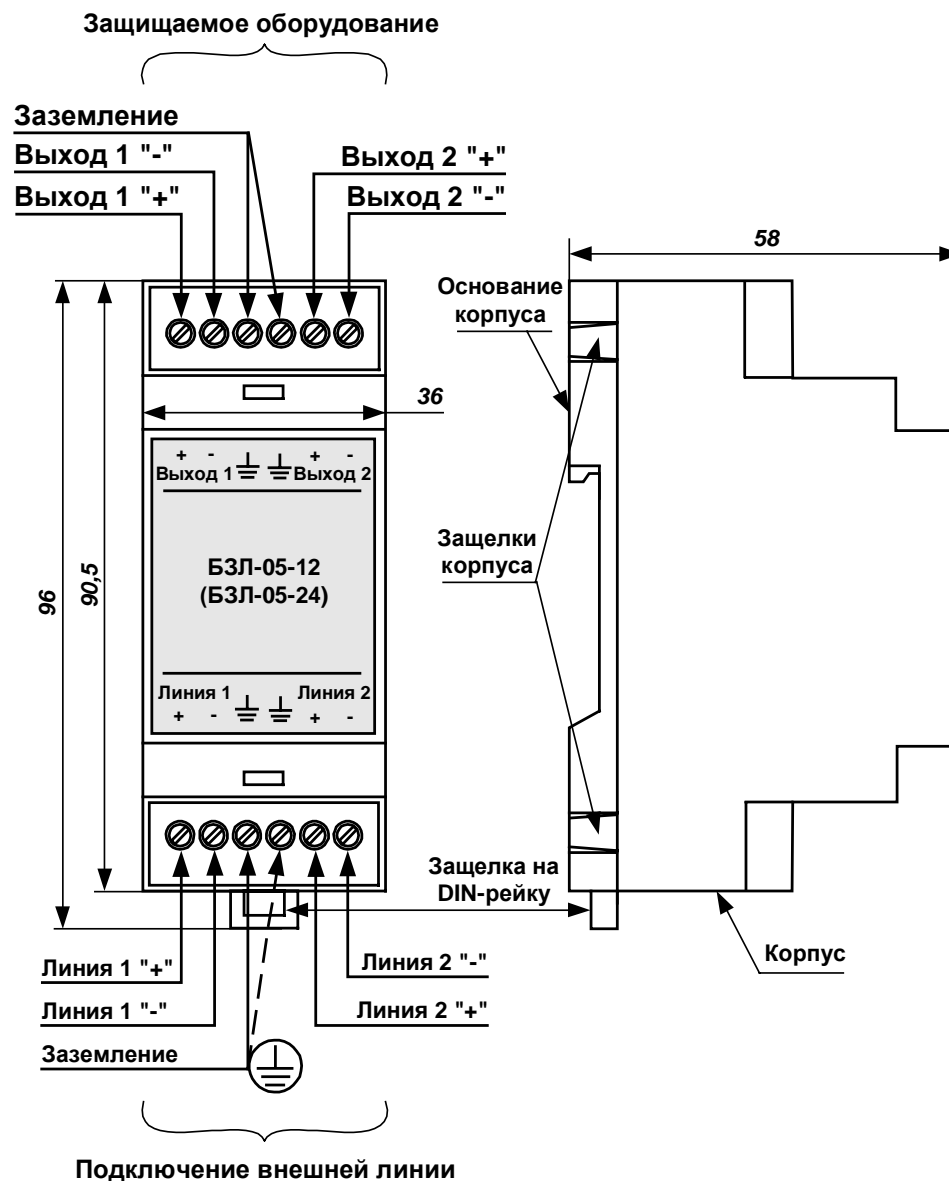 Защищаемое оборудование
Заземление
Выход 1 "-"
Выход 1 "+"
Выход 2 "+"
Выход 2 "-"
58
Основание
корпуса
36
+ - + -
Выход 1 Выход 2
БЗЛ-05-12
(БЗЛ-05-24)
Защелки
корпуса
96
90,5
Линия 1 Линия 2
+ - + -
Защелка на
DIN-рейку
Корпус
Линия 1 "+"
Линия 2 "-"
Линия 1 "-"
Линия 2 "+"
Заземление
Подключение внешней линии